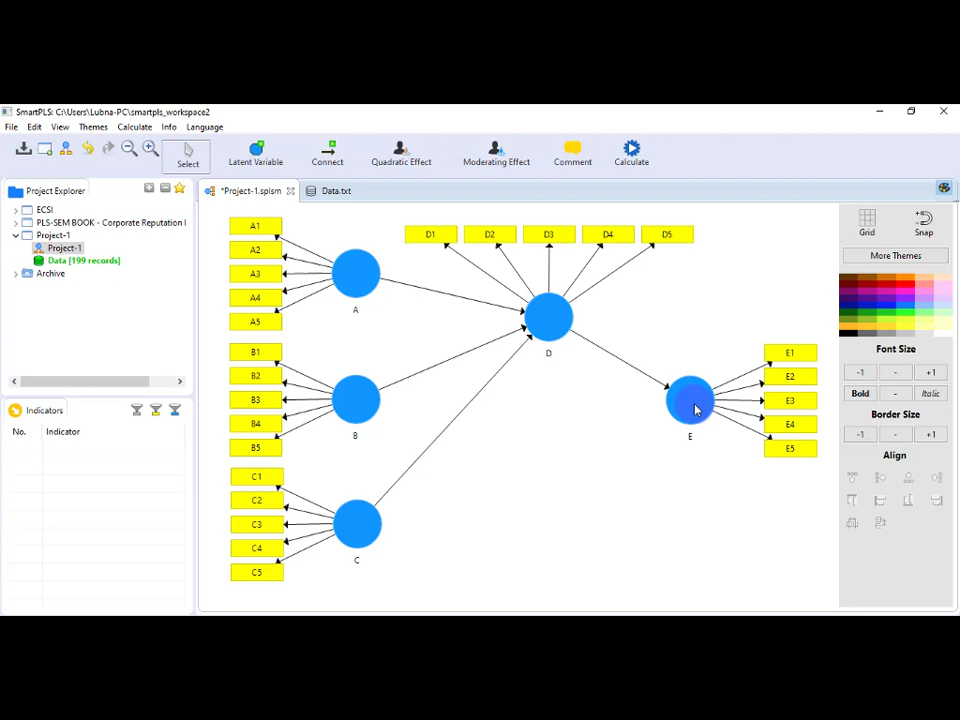 SmartPLS: C:\Users\Lubna-PC\smartpls_workspace2
File Edit View Themes Calculate Info Language
Select Latent Variable Connect Quadratic Effect Moderating Effect Comment Calculate
Project Explorer
*Project-1.splsm
Data.txt
ECSI
PLS-SEM BOOK - Corporate Reputation
Project-1
Project-1
Data [199 records]
Archive
Indicators
No. Indicator
A1
A2
A3
A4
A5
A
B1
B2
B3
B4
B5
B
C1
C2
C3
C4
C5
C
D1 D2 D3 D4 D5
D
E1
E2
E3
E4
E5
E
Grid Snap
More Themes
Font Size
-1 - +1
Bold - Italic
Border Size
-1 - +1
Align